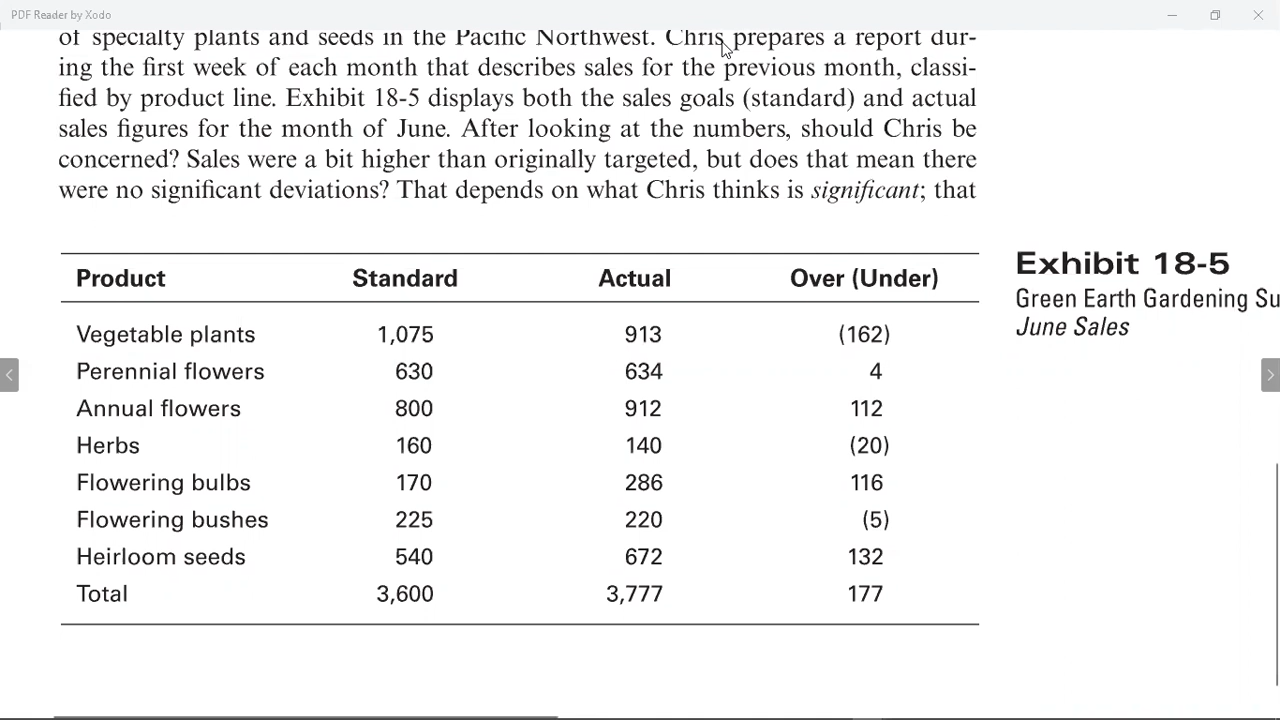 PDF Reader by Xodo
of specialty plants and seeds in the Pacific Northwest. Chris prepares a report dur-
ing the first week of each month that describes sales for the previous month, classi-
fied by product line. Exhibit 18-5 displays both the sales goals (standard) and actual
sales figures for the month of June. After looking at the numbers, should Chris be
concerned? Sales were a bit higher than originally targeted, but does that mean there
were no significant deviations? That depends on what Chris thinks is significant; that
Exhibit 18-5
Green Earth Gardening Su
June Sales
Product Standard Actual Over (Under)
Vegetable plants 1,075 913 (162)
Perennial flowers 630 634 4
Annual flowers 800 912 112
Herbs 160 140 (20)
Flowering bulbs 170 286 116
Flowering bushes 225 220 (5)
Heirloom seeds 540 672 132
Total 3,600 3,777 177